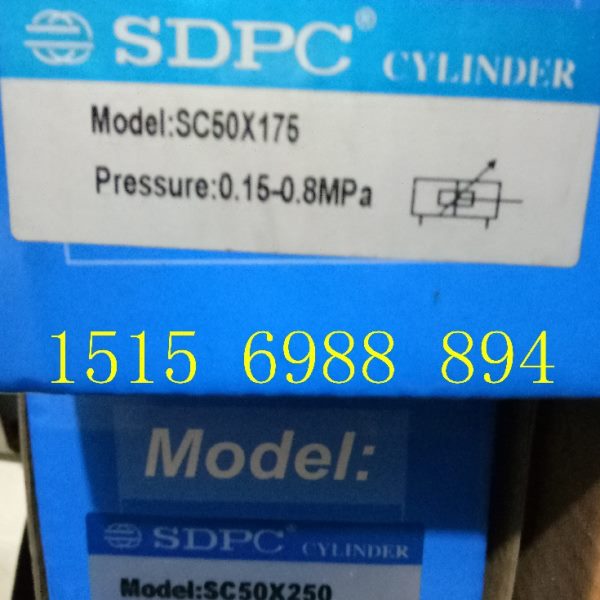 SDPC® CYLINDER
Model:SC50X175
Pressure:0.15-0.8MPa
1515 6988 894
Model:
SDPC® CYLINDER
Model:SC50X250